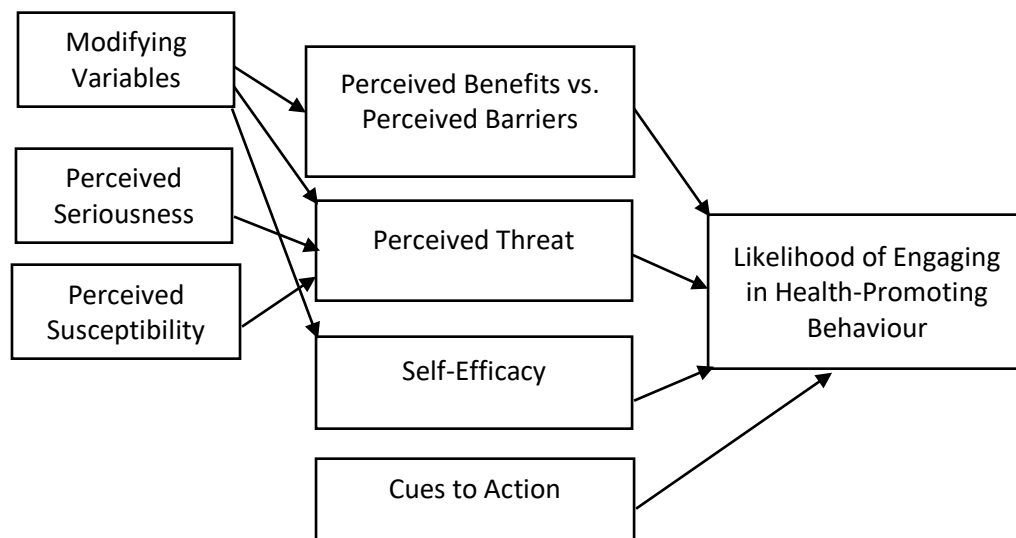 Modifying
Variables
Perceived Benefits vs.
Perceived Barriers
Perceived
Seriousness
Perceived Threat
Perceived
Susceptibility
Likelihood of Engaging
in Health-Promoting
Behaviour
Self-Efficacy
Cues to Action